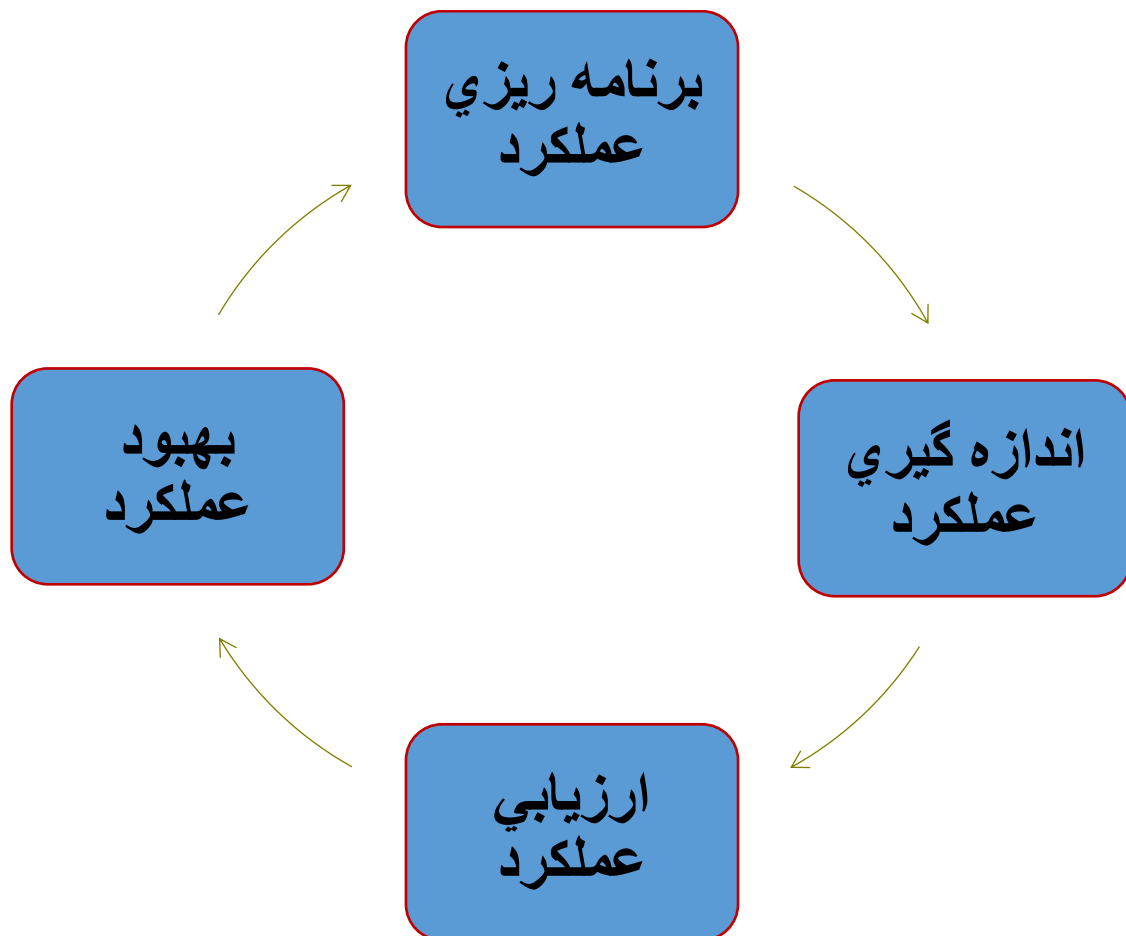 برنامه ريزي
عملكرد
اندازه گيري
عملكرد
ارزيابي
عملكرد
بهبود
عملكرد